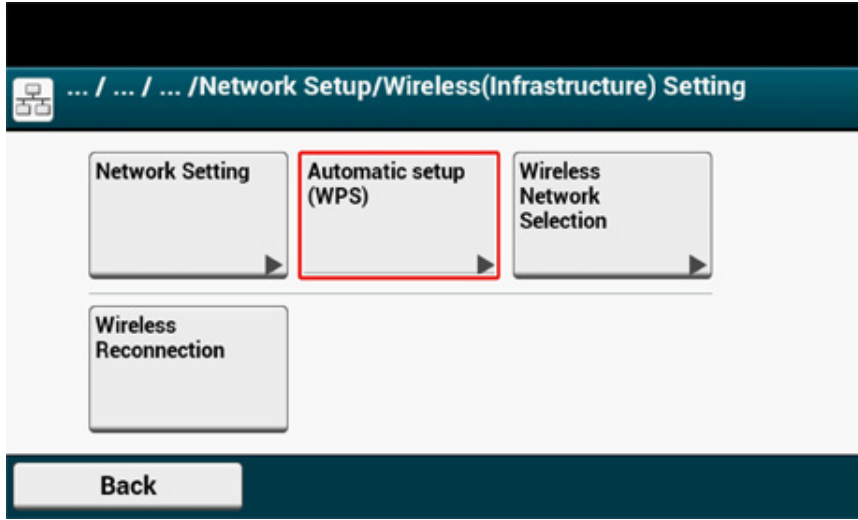 ... / ... / ... /Network Setup/Wireless(Infrastructure) Setting
Network Setting
Automatic setup
(WPS)
Wireless
Network
Selection
Wireless
Reconnection
Back